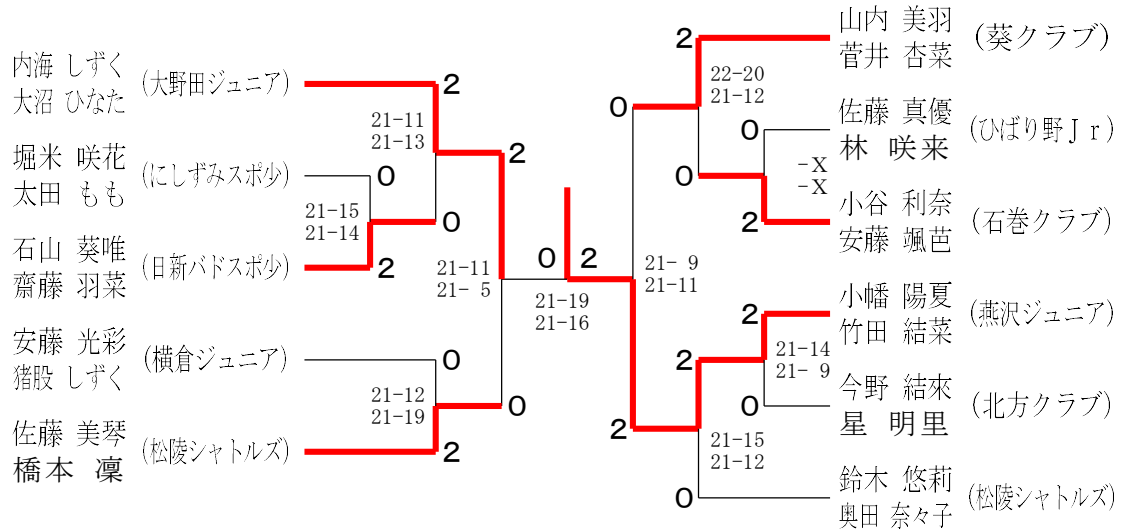 内海 しずく
大沼 ひなた
(大野田ジュニア)
2
21-11
21-13
堀米 咲花
太田 もも
(にしずみスポ少)
0
2
21-15
21-14
0
石山 葵唯
齋藤 羽菜
(日新バドスポ少)
2
21-11
21- 5
安藤 光彩
猪股 しずく
(横倉ジュニア)
0
21-12
21-19
0
佐藤 美琴
橋本 凜
(松陵シャトルズ)
2
0 2
21-19
21-16
山内 美羽
菅井 杏菜
(葵クラブ)
2
22-20
21-12
0
佐藤 真優
林 咲来
(ひばり野Ｊｒ)
0
-X
-X
0
小谷 利奈
安藤 颯芭
(石巻クラブ)
2
21- 9
21-11
小幡 陽夏
竹田 結菜
(燕沢ジュニア)
2
21-14
21- 9
2
今野 結來
星 明里
(北方クラブ)
0
2
21-15
21-12
鈴木 悠莉
奥田 奈々子
(松陵シャトルズ)
0